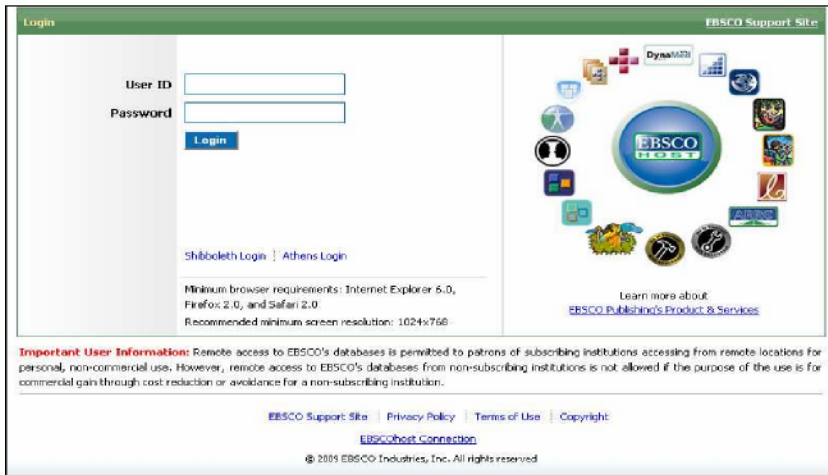 Login
EBSCO Support Site
User ID
Password
Login
Shibboleth Login
Athens Login
Minimum browser requirements: Internet Explorer 6.0,
Firefox 2.0, and Safari 2.0
Recommended minimum screen resolution: 1024x768
EBSCO
HOST
Learn more about
EBSCO Publishing's Product & Services
Important User Information: Remote access to EBSCO's databases is permitted to patrons of subscribing institutions accessing from remote locations for
personal, non-commercial use. However, remote access to EBSCO's databases from non-subscribing institutions is not allowed if the purpose of the use is for
commercial gain through cost reduction or avoidance for a non-subscribing institution.
EBSCO Support Site
Privacy Policy
Terms of Use
Copyright
EBSCOhost Connection
© 2009 EBSCO Industries, Inc. All rights reserved